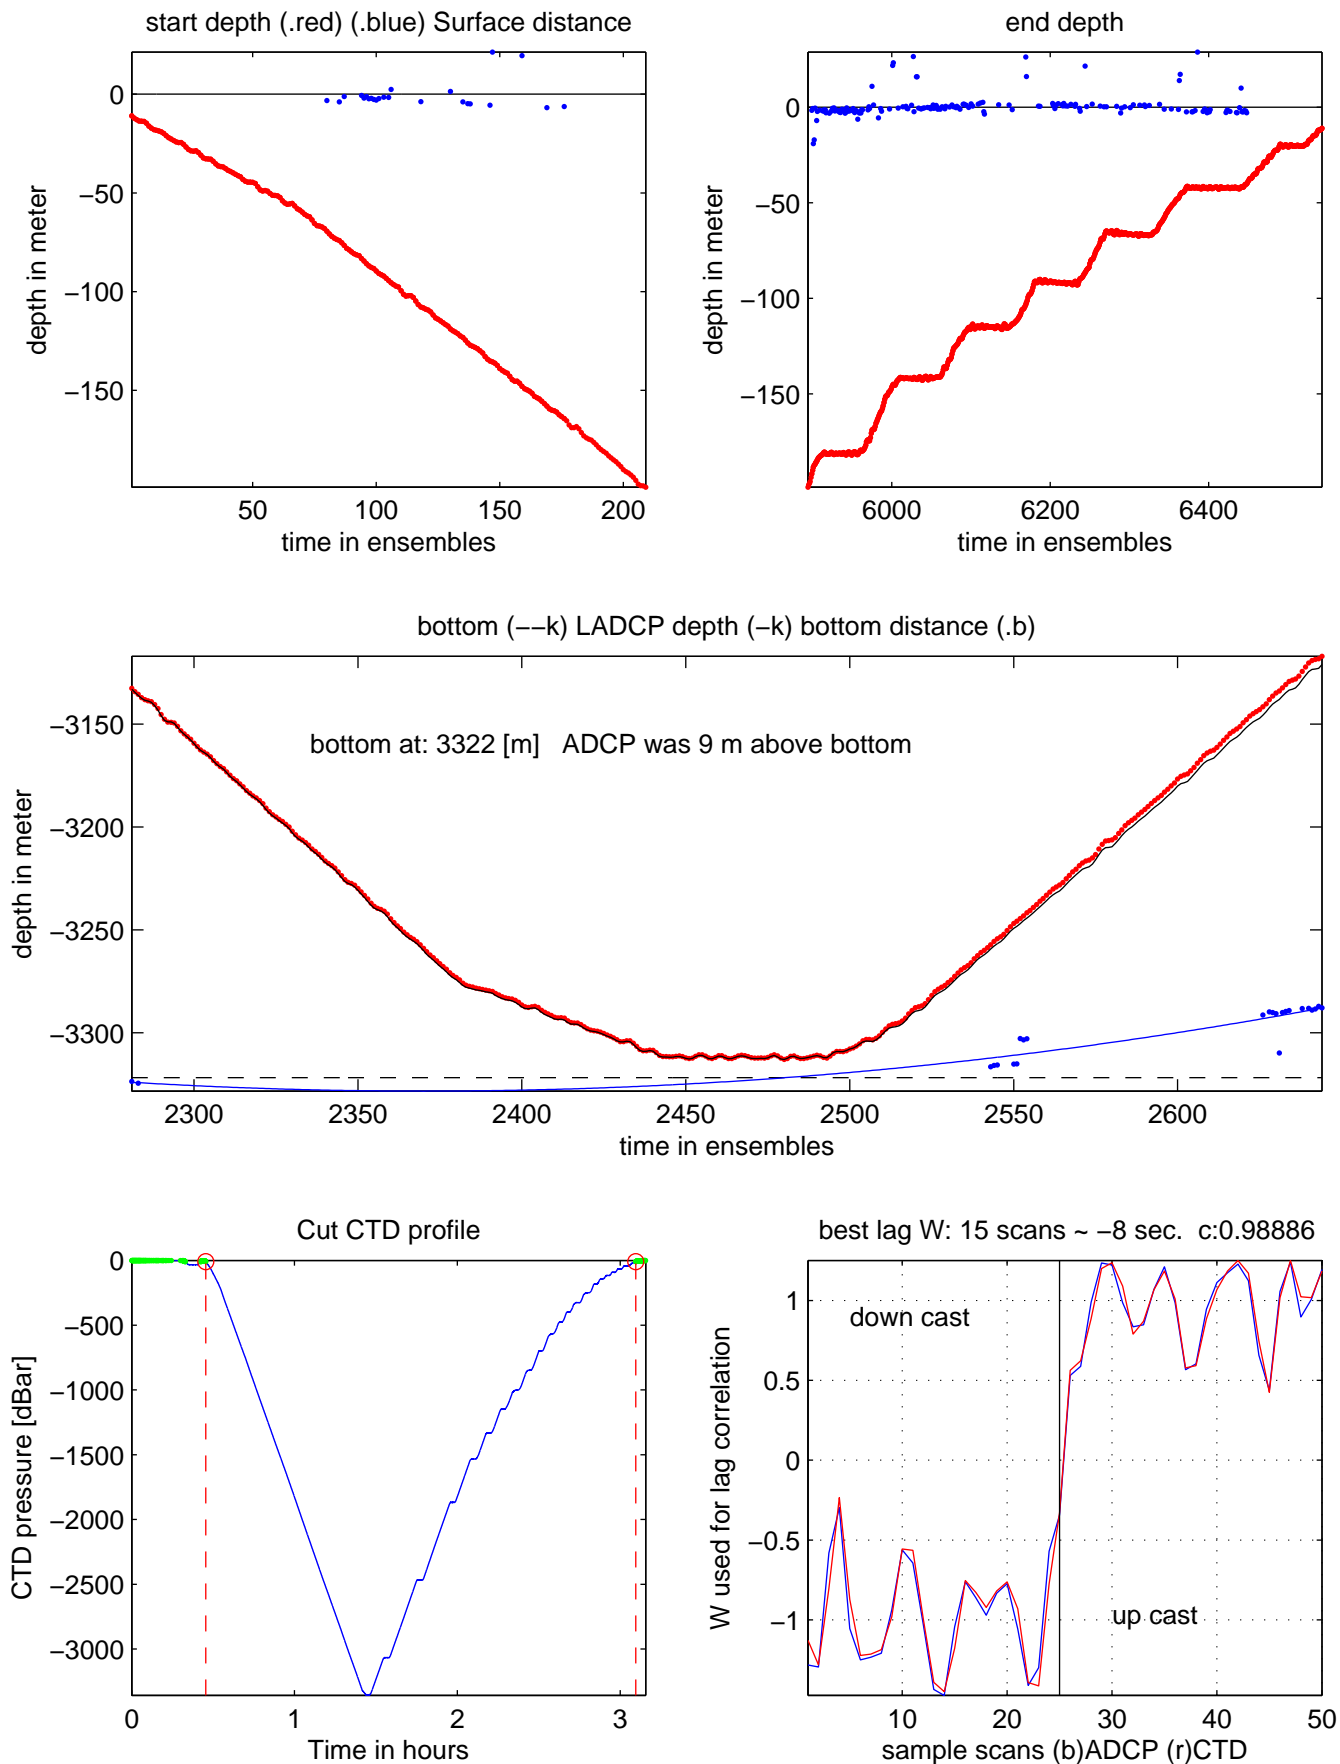 start depth (.red) (.blue) Surface distance
0
−50
−100
−150
depth in meter
50
100
150
200
time in ensembles
end depth
0
−50
−100
−150
depth in meter
6000
6200
6400
time in ensembles
bottom (−−k) LADCP depth (−k) bottom distance (.b)
−3150
−3200
−3250
−3300
depth in meter
bottom at: 3322 [m]   ADCP was 9 m above bottom
2300
2350
2400
2450
2500
2550
2600
time in ensembles
Cut CTD profile
0
−500
−1000
−1500
−2000
−2500
−3000
CTD pressure [dBar]
0
1
2
3
Time in hours
best lag W: 15 scans ~ −8 sec.  c:0.98886
1
0.5
0
−0.5
−1
W used for lag correlation
down cast
up cast
10
20
30
40
50
sample scans (b)ADCP (r)CTD